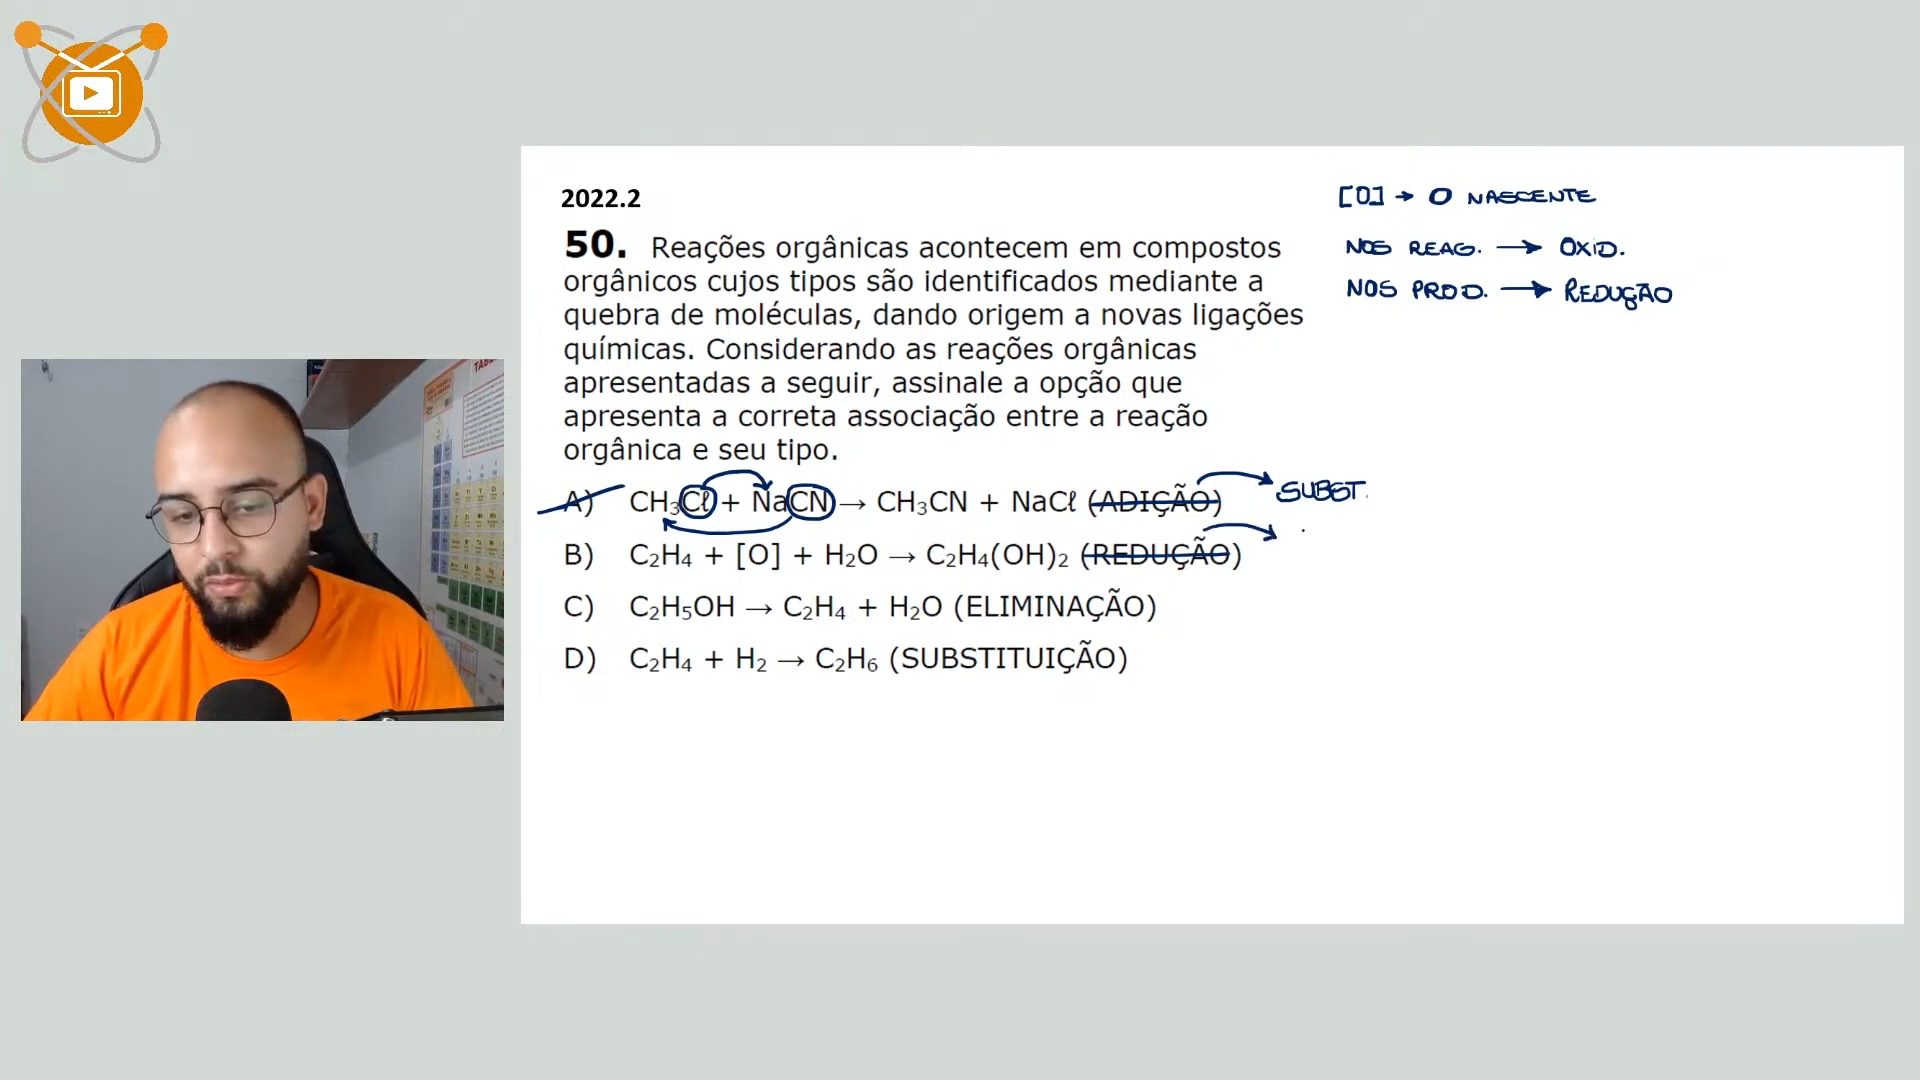 2022.2
50. Reações orgânicas acontecem em compostos
orgânicos cujos tipos são identificados mediante a
quebra de moléculas, dando origem a novas ligações
químicas. Considerando as reações orgânicas
apresentadas a seguir, assinale a opção que
apresenta a correta associação entre a reação
orgânica e seu tipo.
A) CH₃Cℓ + NaCN → CH₃CN + NaCℓ (ADIÇÃO) SUBST.
B) C₂H₄ + [O] + H₂O → C₂H₄(OH)₂ (REDUÇÃO)
C) C₂H₅OH → C₂H₄ + H₂O (ELIMINAÇÃO)
D) C₂H₄ + H₂ → C₂H₆ (SUBSTITUIÇÃO)
[O] → O NASCENTE
NOS REAG. → OXID.
NOS PROD. → REDUÇÃO